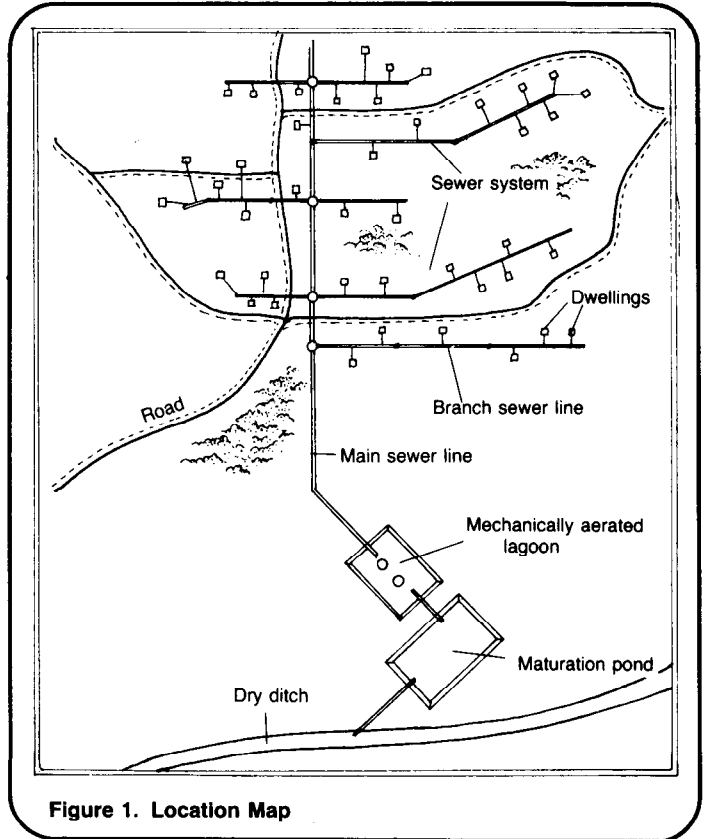 Sewer system
Dwellings
Branch sewer line
Road
Main sewer line
Mechanically aerated
lagoon
Maturation pond
Dry ditch
Figure 1. Location Map